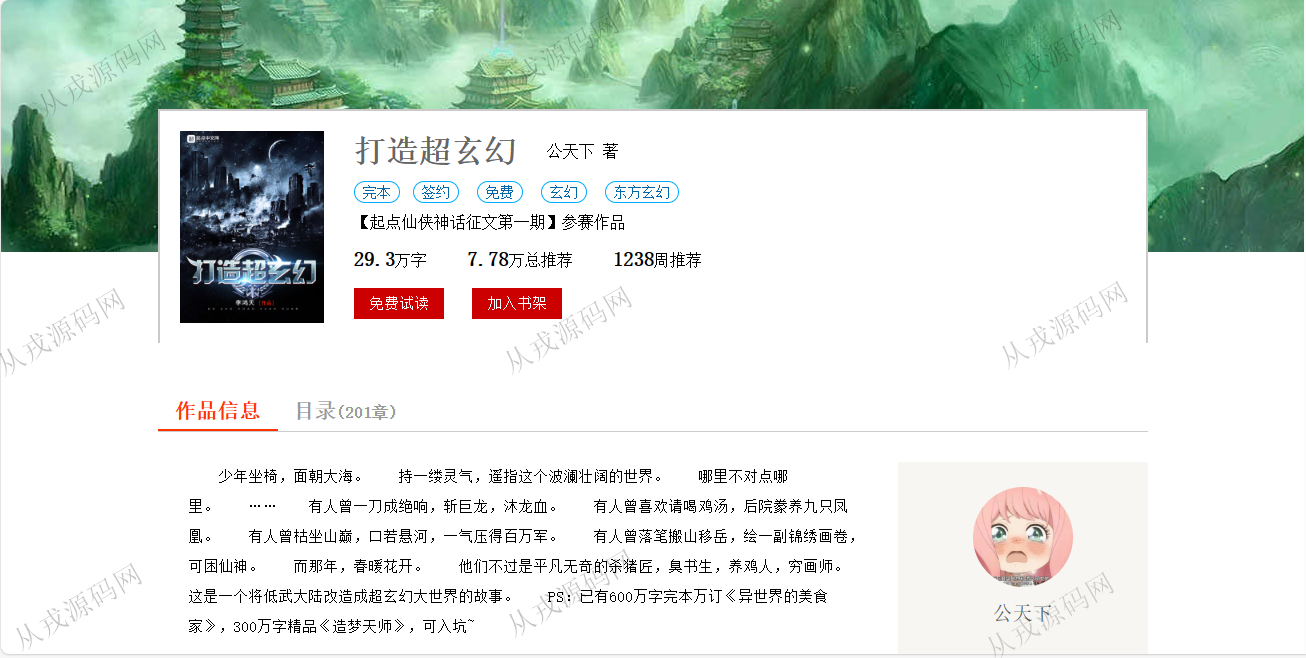 从戎源码网
从戎源码网
从戎源码网
起点中文网
打造超玄幻
李鸿天 [作品]
打造超玄幻 公天下 著
完本 签约 免费 玄幻 东方玄幻
【起点仙侠神话征文第一期】参赛作品
29.3万字 7.78万总推荐 1238周推荐
免费试读 加入书架
从戎源码网
从戎源码网
从戎源码网
作品信息 目录(201章)
少年坐椅，面朝大海。 持一缕灵气，遥指这个波澜壮阔的世界。 哪里不对点哪
里。 …… 有人曾一刀成绝响，斩巨龙，沐龙血。 有人曾喜欢请喝鸡汤，后院豢养九只凤
凰。 有人曾枯坐山巅，口若悬河，一气压得百万军。 有人曾落笔搬山移岳，绘一副锦绣画卷，
可困仙神。 而那年，春暖花开。 他们不过是平凡无奇的杀猪匠，臭书生，养鸡人，穷画师。
这是一个将低武大陆改造成超玄幻大世界的故事。 PS：已有600万字完本万订《异世界的美食
家》，300万字精品《造梦天师》，可入坑~
公天下
从戎源码网
从戎源码网
从戎源码网